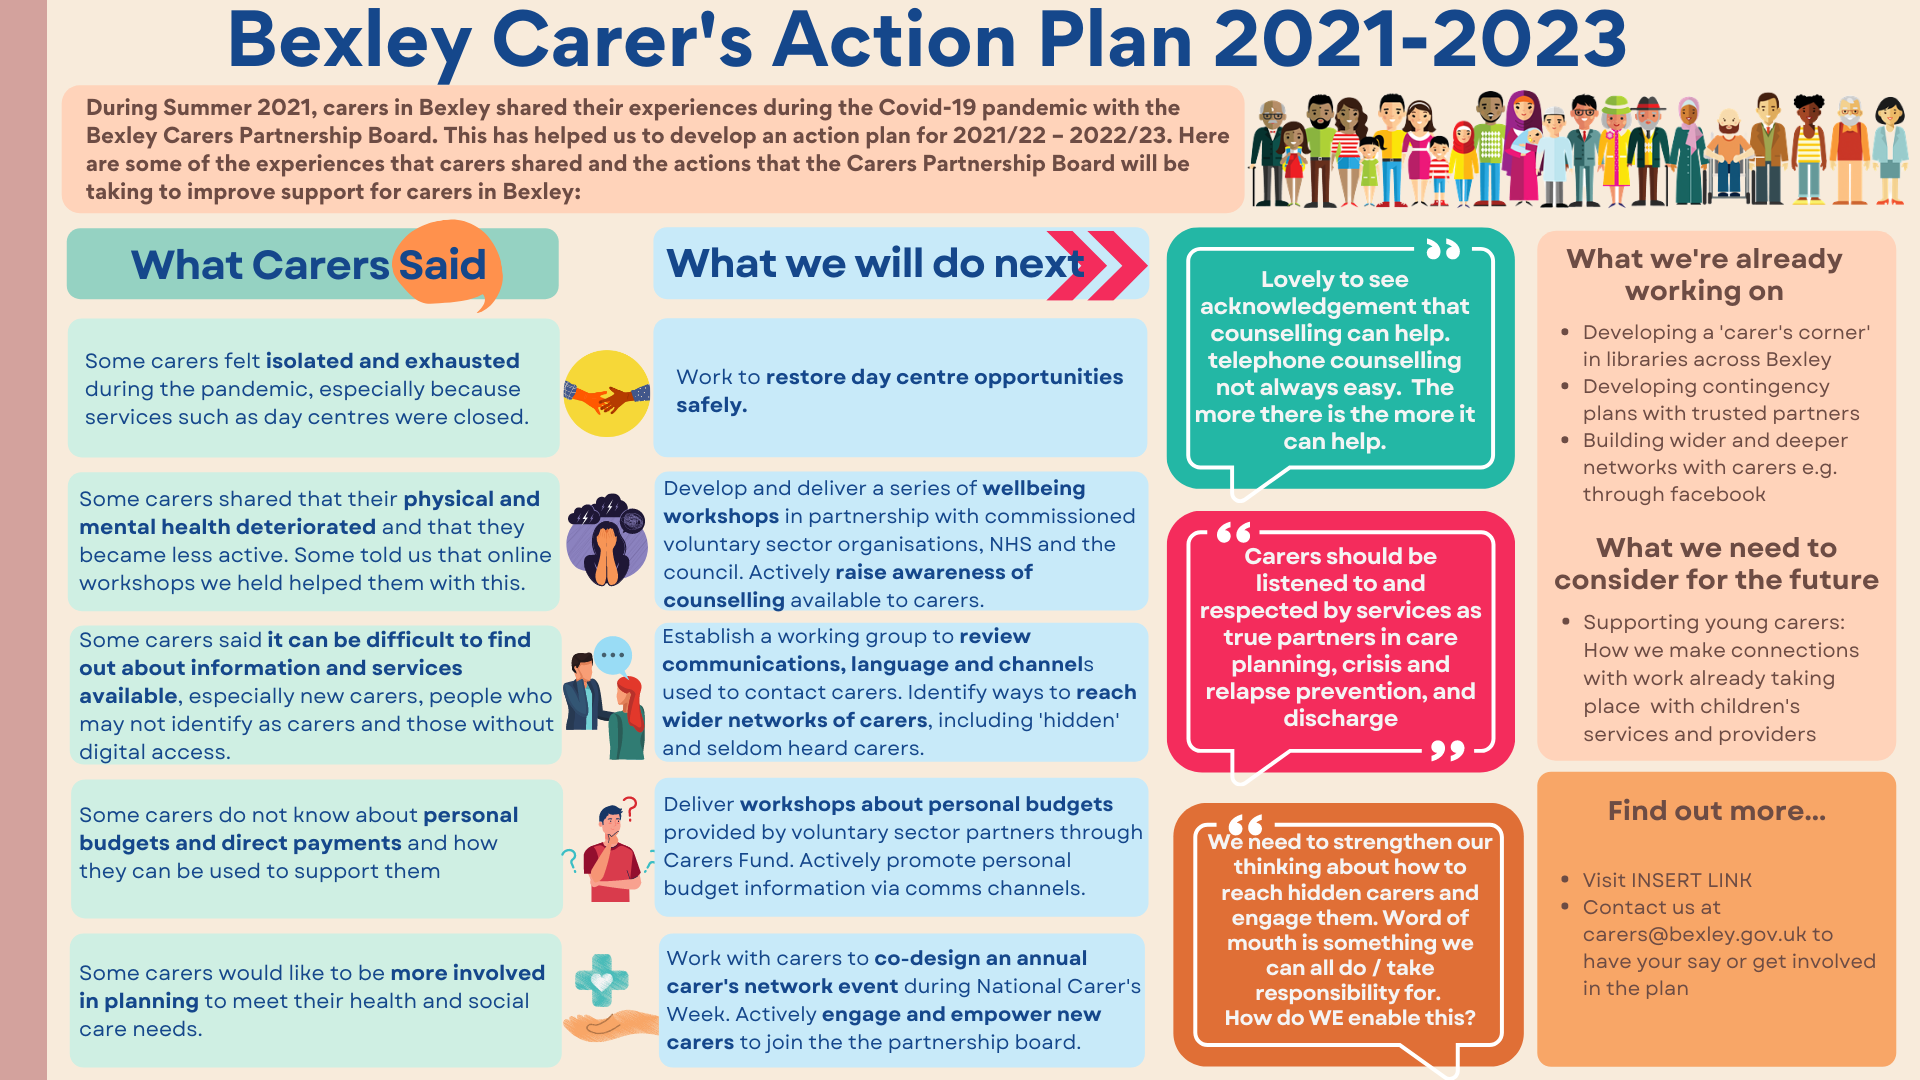 Bexley Carer's Action Plan 2021-2023
During Summer 2021, carers in Bexley shared their experiences during the Covid-19 pandemic with the
Bexley Carers Partnership Board. This has helped us to develop an action plan for 2021/22 – 2022/23. Here
are some of the experiences that carers shared and the actions that the Carers Partnership Board will be
taking to improve support for carers in Bexley:
What Carers Said
Some carers felt isolated and exhausted
during the pandemic, especially because
services such as day centres were closed.
Some carers shared that their physical and
mental health deteriorated and that they
became less active. Some told us that online
workshops we held helped them with this.
Some carers said it can be difficult to find
out about information and services
available, especially new carers, people who
may not identify as carers and those without
digital access.
Some carers do not know about personal
budgets and direct payments and how
they can be used to support them
Some carers would like to be more involved
in planning to meet their health and social
care needs.
What we will do next
Work to restore day centre opportunities
safely.
Develop and deliver a series of wellbeing
workshops in partnership with commissioned
voluntary sector organisations, NHS and the
council. Actively raise awareness of
counselling available to carers.
Establish a working group to review
communications, language and channels
used to contact carers. Identify ways to reach
wider networks of carers, including 'hidden'
and seldom heard carers.
Deliver workshops about personal budgets
provided by voluntary sector partners through
Carers Fund. Actively promote personal
budget information via comms channels.
Work with carers to co-design an annual
carer's network event during National Carer's
Week. Actively engage and empower new
carers to join the the partnership board.
Lovely to see
acknowledgement that
counselling can help.
telephone counselling
not always easy. The
more there is the more it
can help.
Carers should be
listened to and
respected by services as
true partners in care
planning, crisis and
relapse prevention, and
discharge
We need to strengthen our
thinking about how to
reach hidden carers and
engage them. Word of
mouth is something we
can all do / take
responsibility for.
How do WE enable this?
What we're already
working on
• Developing a 'carer's corner'
in libraries across Bexley
• Developing contingency
plans with trusted partners
• Building wider and deeper
networks with carers e.g.
through facebook
What we need to
consider for the future
• Supporting young carers:
How we make connections
with work already taking
place with children's
services and providers
Find out more...
• Visit INSERT LINK
• Contact us at
carers@bexley.gov.uk to
have your say or get involved
in the plan